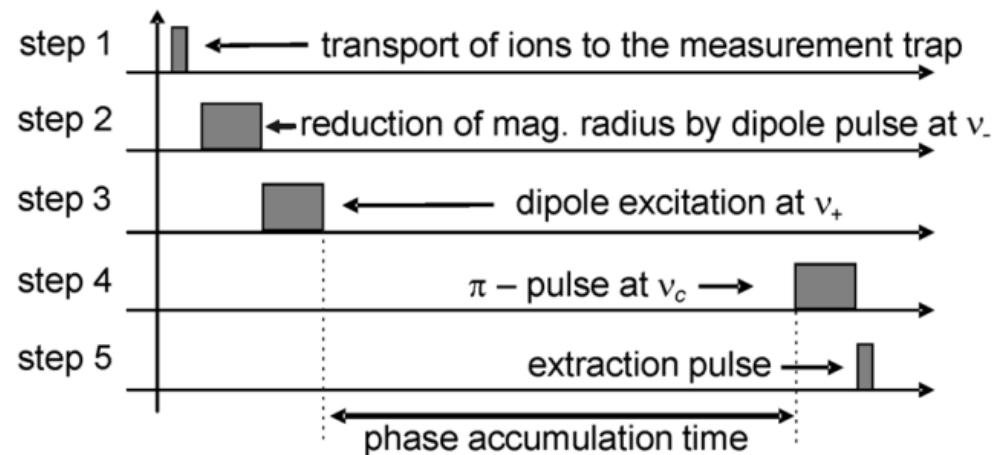 step 1 transport of ions to the measurement trap
step 2 reduction of mag. radius by dipole pulse at ν₋
step 3 dipole excitation at ν₊
step 4 π – pulse at ν_c
step 5 extraction pulse
phase accumulation time